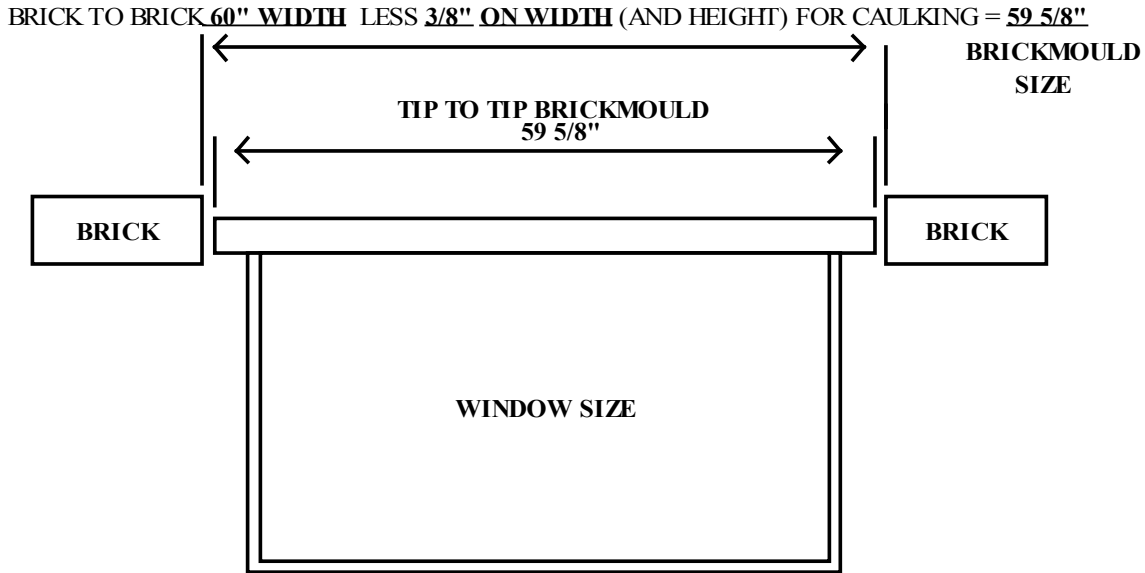 BRICK TO BRICK 60" WIDTH LESS 3/8" ON WIDTH (AND HEIGHT) FOR CAULKING = 59 5/8"
BRICKMOULD
SIZE
TIP TO TIP BRICKMOULD
59 5/8"
BRICK
BRICK
WINDOW SIZE